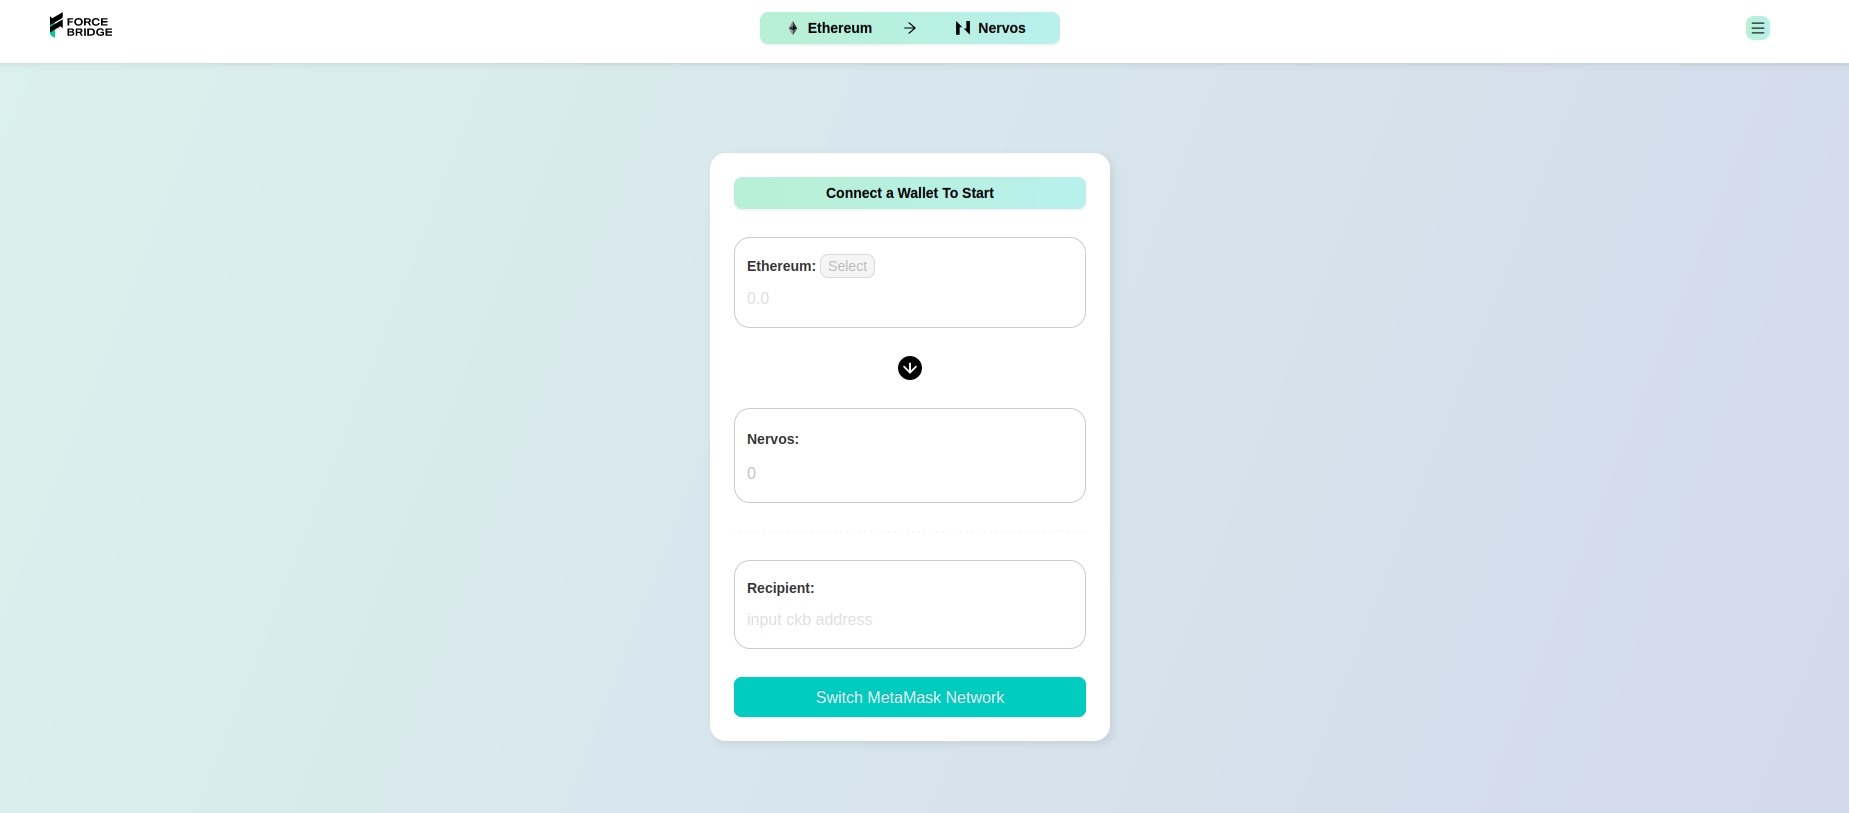 FORCE
BRIDGE
Ethereum → Nervos
Connect a Wallet To Start
Ethereum: Select
0.0
Nervos:
0
Recipient:
input ckb address
Switch MetaMask Network